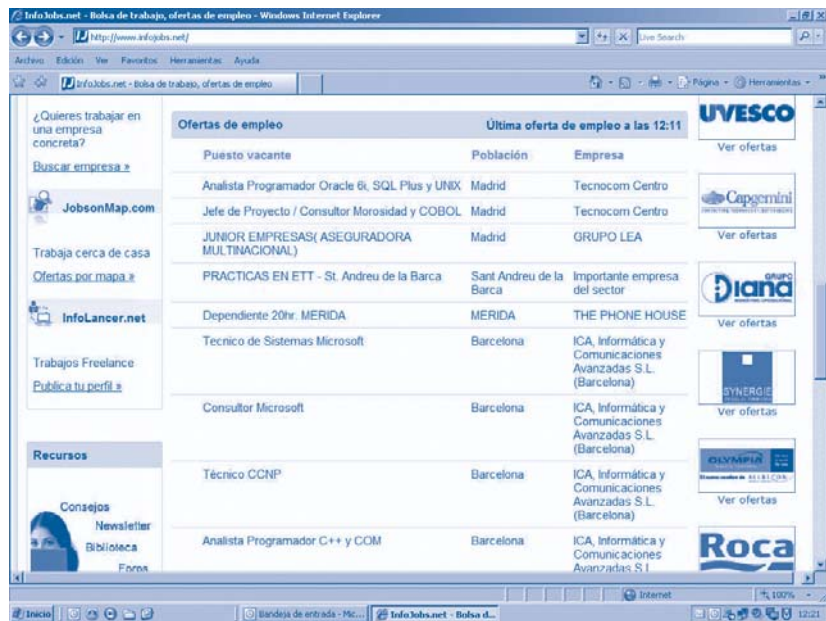 InfoJobs.net - Bolsa de trabajo, ofertas de empleo - Windows Internet Explorer
http://www.infojobs.net/
Live Search
Archivo Edición Ver Favoritos Herramientas Ayuda
InfoJobs.net - Bolsa de trabajo, ofertas de empleo
Página Herramientas
¿Quieres trabajar en
una empresa
concreta?
Buscar empresa »
JobsonMap.com
Trabaja cerca de casa
Ofertas por mapa »
InfoLancer.net
Trabajos Freelance
Publica tu perfil »
Recursos
Consejos
Newsletter
Biblioteca
Foros
Ofertas de empleo Última oferta de empleo a las 12:11
Puesto vacante Población Empresa
Analista Programador Oracle 6i, SQL Plus y UNIX Madrid Tecnocom Centro
Jefe de Proyecto / Consultor Morosidad y COBOL Madrid Tecnocom Centro
JUNIOR EMPRESAS( ASEGURADORA Madrid GRUPO LEA
MULTINACIONAL)
PRACTICAS EN ETT - St. Andreu de la Barca Sant Andreu de la Importante empresa
Barca del sector
Dependiente 20hr. MERIDA MERIDA THE PHONE HOUSE
Tecnico de Sistemas Microsoft Barcelona ICA, Informática y
Comunicaciones
Avanzadas S.L.
(Barcelona)
Consultor Microsoft Barcelona ICA, Informática y
Comunicaciones
Avanzadas S.L.
(Barcelona)
Técnico CCNP Barcelona ICA, Informática y
Comunicaciones
Avanzadas S.L.
(Barcelona)
Analista Programador C++ y COM Barcelona ICA, Informática y
Comunicaciones
Avanzadas S.L.
UVESCO
Ver ofertas
Capgemini
Ver ofertas
GRUPO
Diana
Ver ofertas
SYNERGIE
Ver ofertas
OLYMPIA
Ver ofertas
Roca
Internet 100%
Inicio Bandeja de entrada - Mic... InfoJobs.net - Bolsa d... 12:21